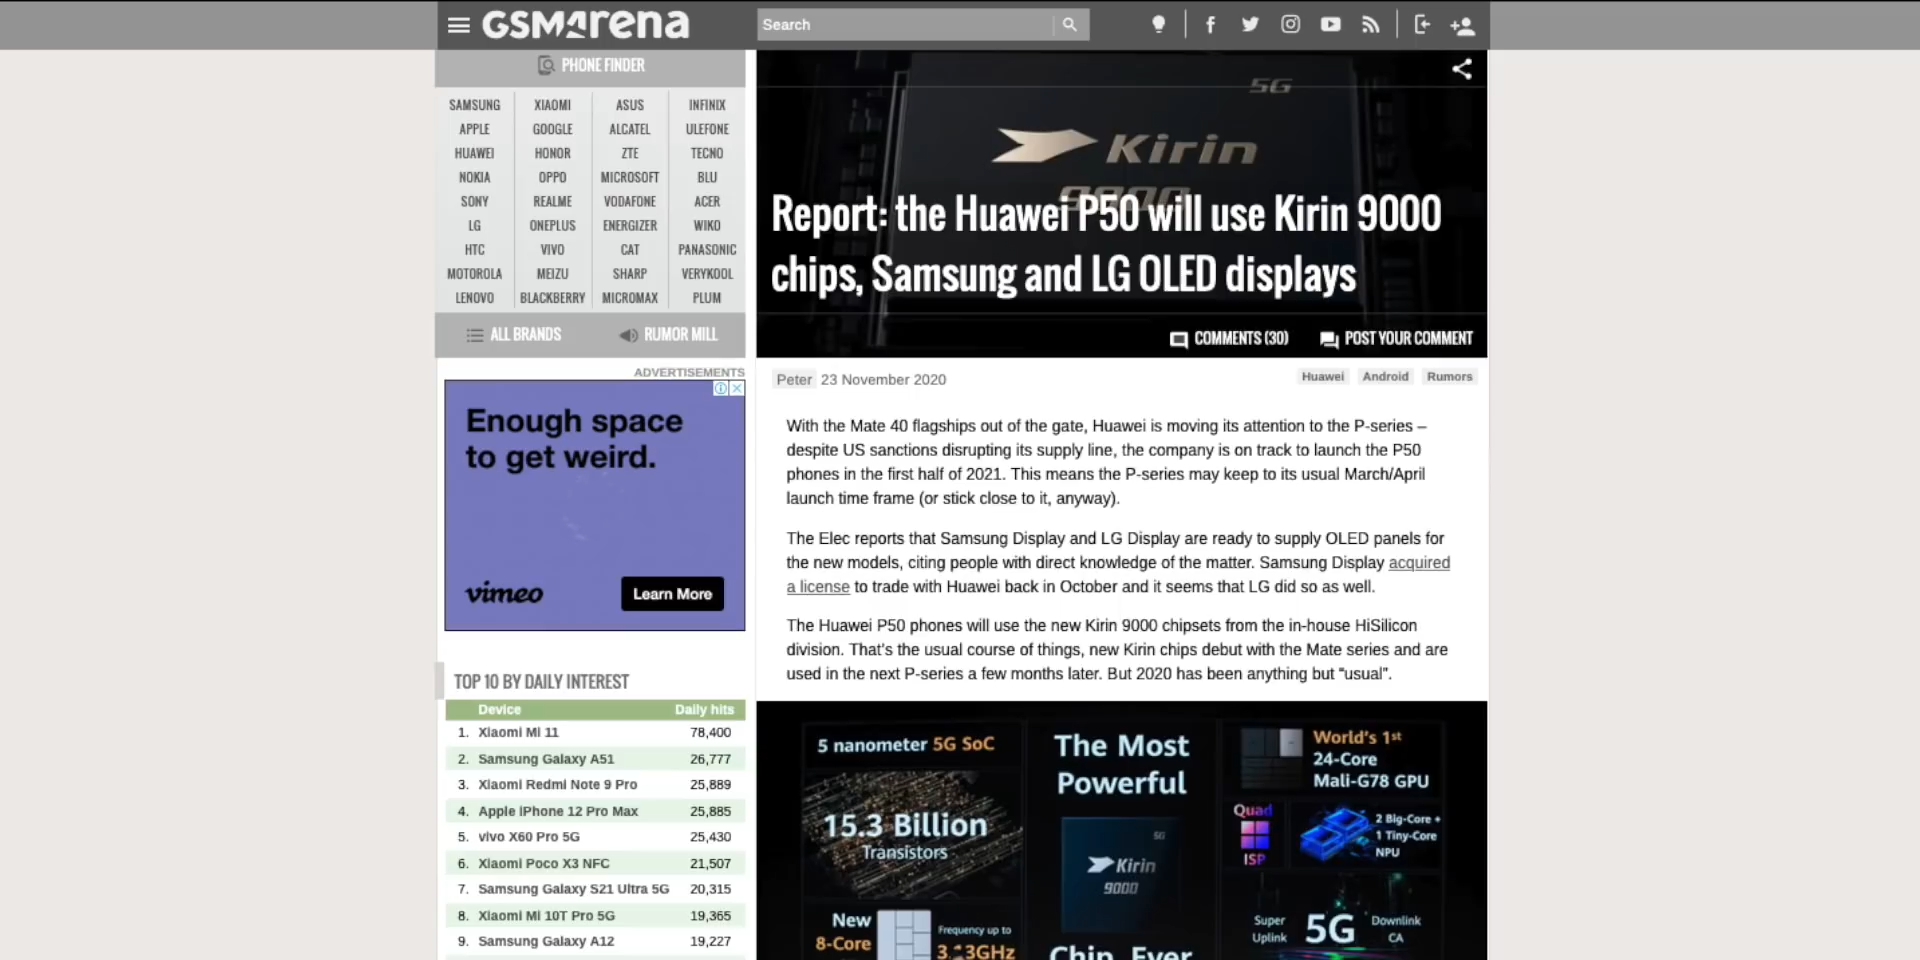 GSMArena
Search
PHONE FINDER
SAMSUNG XIAOMI ASUS INFINIX
APPLE GOOGLE ALCATEL ULEFONE
HUAWEI HONOR ZTE TECNO
NOKIA OPPO MICROSOFT BLU
SONY REALME VODAFONE ACER
LG ONEPLUS ENERGIZER WIKO
HTC VIVO CAT PANASONIC
MOTOROLA MEIZU SHARP VERYKOOL
LENOVO BLACKBERRY MICROMAX PLUM
ALL BRANDS RUMOR MILL
ADVERTISEMENTS
Enough space
to get weird.
vimeo
Learn More
TOP 10 BY DAILY INTEREST
Device Daily hits
1. Xiaomi Mi 11 78,400
2. Samsung Galaxy A51 26,777
3. Xiaomi Redmi Note 9 Pro 25,889
4. Apple iPhone 12 Pro Max 25,885
5. vivo X60 Pro 5G 25,430
6. Xiaomi Poco X3 NFC 21,507
7. Samsung Galaxy S21 Ultra 5G 20,315
8. Xiaomi Mi 10T Pro 5G 19,365
9. Samsung Galaxy A12 19,227
5G
Kirin
9000
Report: the Huawei P50 will use Kirin 9000
chips, Samsung and LG OLED displays
COMMENTS (30) POST YOUR COMMENT
Peter 23 November 2020
Huawei Android Rumors
With the Mate 40 flagships out of the gate, Huawei is moving its attention to the P-series –
despite US sanctions disrupting its supply line, the company is on track to launch the P50
phones in the first half of 2021. This means the P-series may keep to its usual March/April
launch time frame (or stick close to it, anyway).
The Elec reports that Samsung Display and LG Display are ready to supply OLED panels for
the new models, citing people with direct knowledge of the matter. Samsung Display acquired
a license to trade with Huawei back in October and it seems that LG did so as well.
The Huawei P50 phones will use the new Kirin 9000 chipsets from the in-house HiSilicon
division. That's the usual course of things, new Kirin chips debut with the Mate series and are
used in the next P-series a few months later. But 2020 has been anything but “usual”.
5 nanometer 5G SoC
15.3 Billion
Transistors
New
8-Core
Frequency up to
3.13GHz
The Most
Powerful
5G
Kirin
9000
Chip Ever
World's 1st
24-Core
Mali-G78 GPU
Quad
ISP
2 Big-Core +
1 Tiny-Core
NPU
Super
Uplink
5G
Downlink
CA